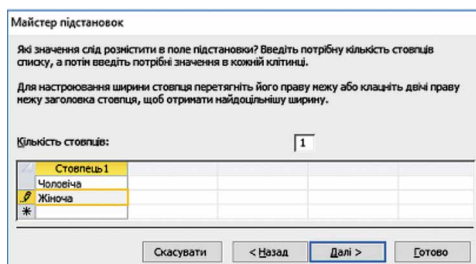 Майстер підстановок
Які значення слід розмістити в поле підстановки? Введіть потрібну кількість стовпців
списку, а потім введіть потрібні значення в кожній клітинці.
Для настроювання ширини стовпця перетягніть його праву межу або клацніть двічі праву
межу заголовка стовпця, щоб отримати найдоцільнішу ширину.
Кількість стовпців: 1
Стовпець1
Чоловіча
Жіноча
Скасувати < Назад Далі > Готово